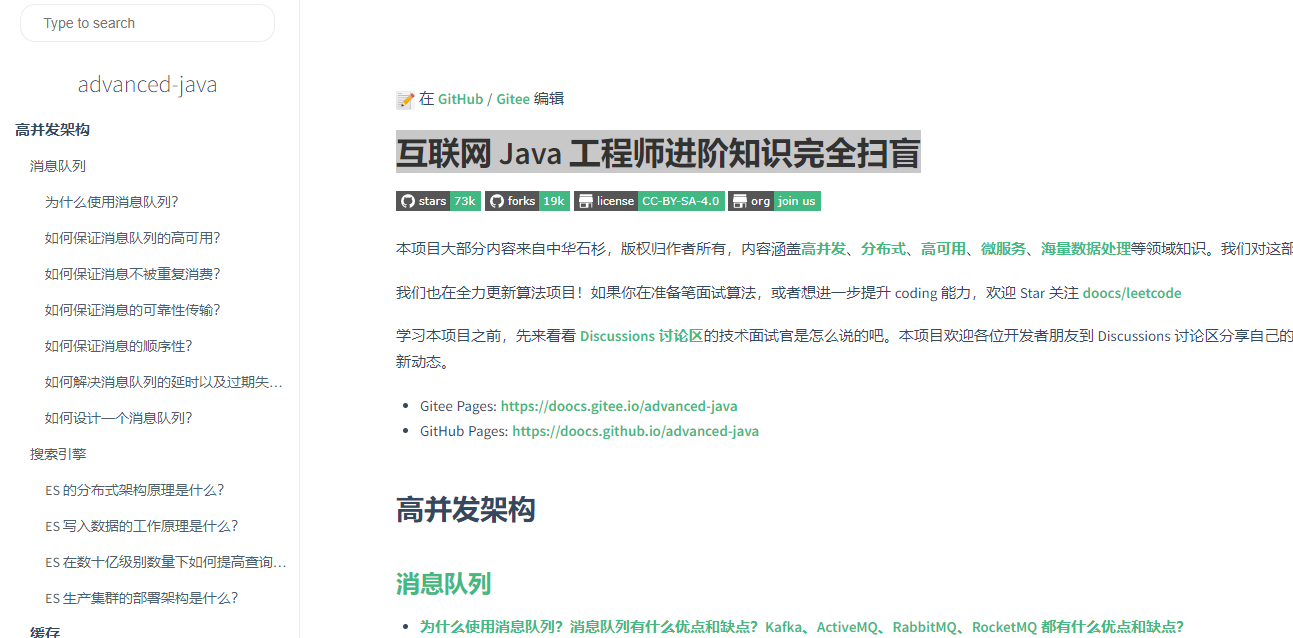 Type to search
advanced-java
高并发架构
消息队列
为什么使用消息队列？
如何保证消息队列的高可用？
如何保证消息不被重复消费？
如何保证消息的可靠性传输？
如何保证消息的顺序性？
如何解决消息队列的延时以及过期失...
如何设计一个消息队列？
搜索引擎
ES 的分布式架构原理是什么？
ES 写入数据的工作原理是什么？
ES 在数十亿级别数量下如何提高查询...
ES 生产集群的部署架构是什么？
缓存
在 GitHub / Gitee 编辑
互联网 Java 工程师进阶知识完全扫盲
stars 73k forks 19k license CC-BY-SA-4.0 org join us
本项目大部分内容来自中华石杉，版权归作者所有，内容涵盖高并发、分布式、高可用、微服务、海量数据处理等领域知识。我们对这部
我们也在全力更新算法项目！如果你在准备笔面试算法，或者想进一步提升 coding 能力，欢迎 Star 关注 doocs/leetcode
学习本项目之前，先来看看 Discussions 讨论区的技术面试官是怎么说的吧。本项目欢迎各位开发者朋友到 Discussions 讨论区分享自己的
新动态。
Gitee Pages: https://doocs.gitee.io/advanced-java
GitHub Pages: https://doocs.github.io/advanced-java
高并发架构
消息队列
为什么使用消息队列？消息队列有什么优点和缺点？Kafka、ActiveMQ、RabbitMQ、RocketMQ 都有什么优点和缺点？